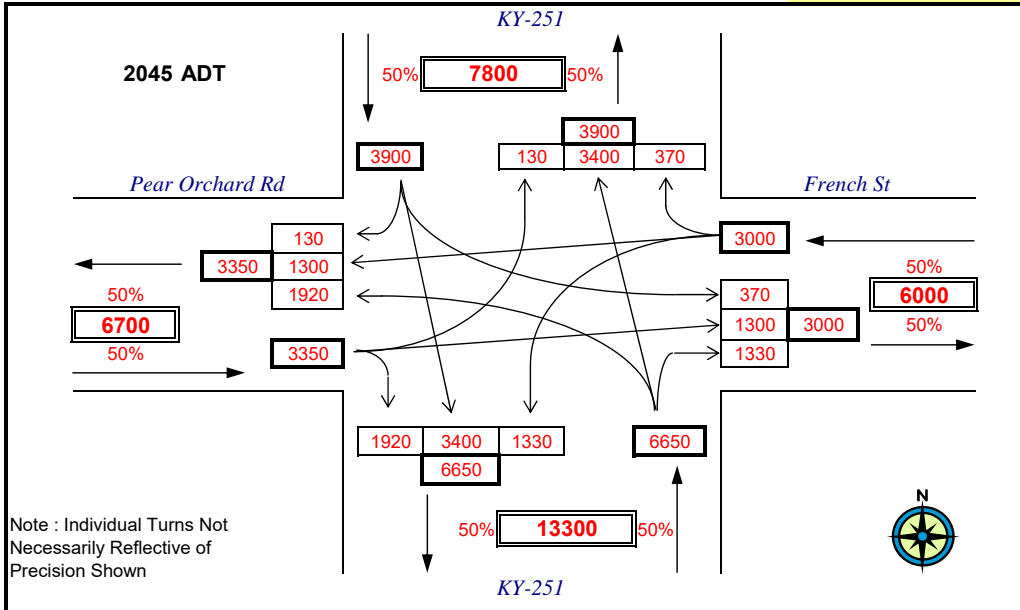 KY-251
2045 ADT
50% 7800 50%
3900
3900
130 3400 370
Pear Orchard Rd
French St
130
3350 1300
1920
3000
50%
6700
50%
3350
50%
6000
50%
370
1300 3000
1330
1920 3400 1330
6650
6650
Note : Individual Turns Not
Necessarily Reflective of
Precision Shown
50% 13300 50%
N
KY-251